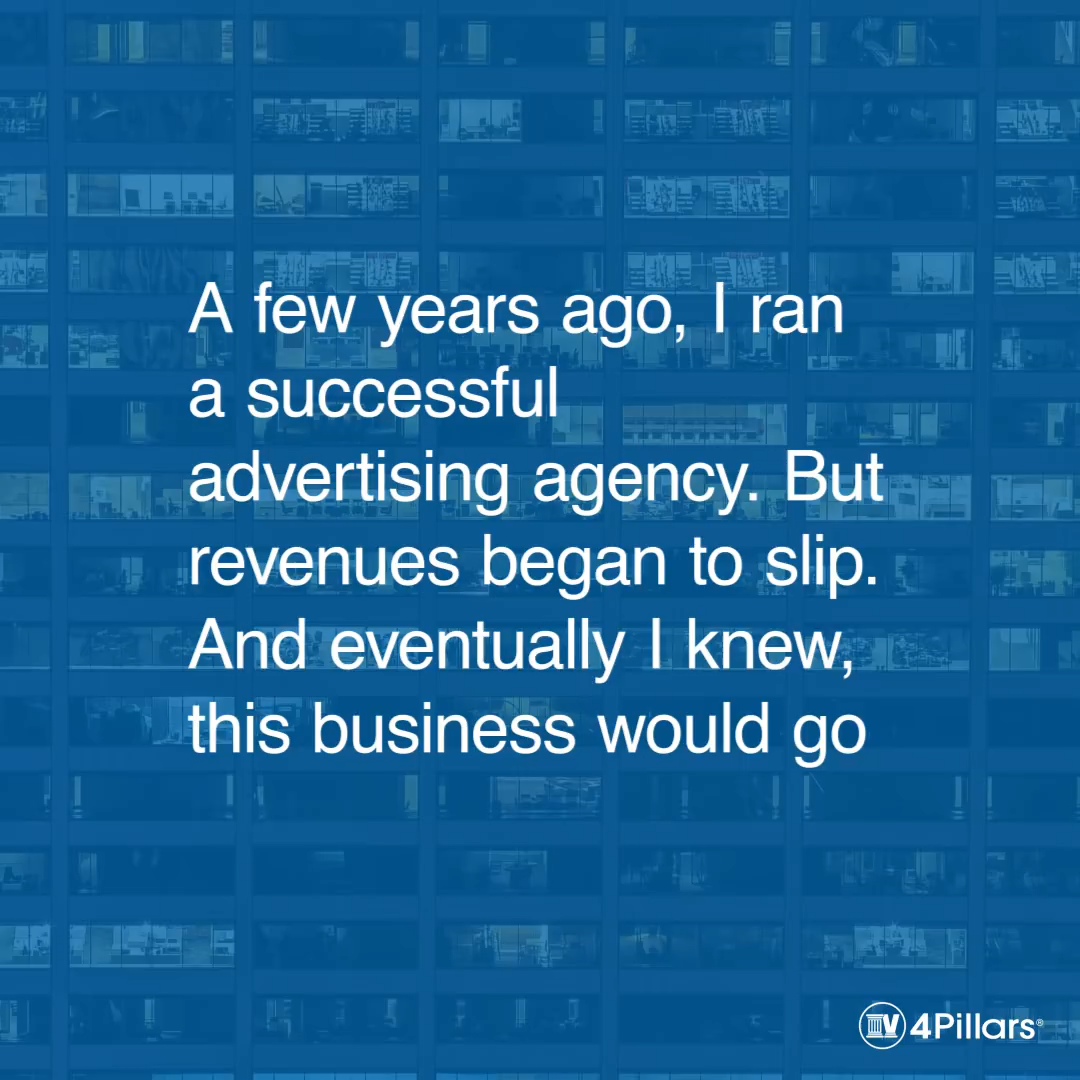 A few years ago, I ran
a successful
advertising agency. But
revenues began to slip.
And eventually I knew,
this business would go
4Pillars®